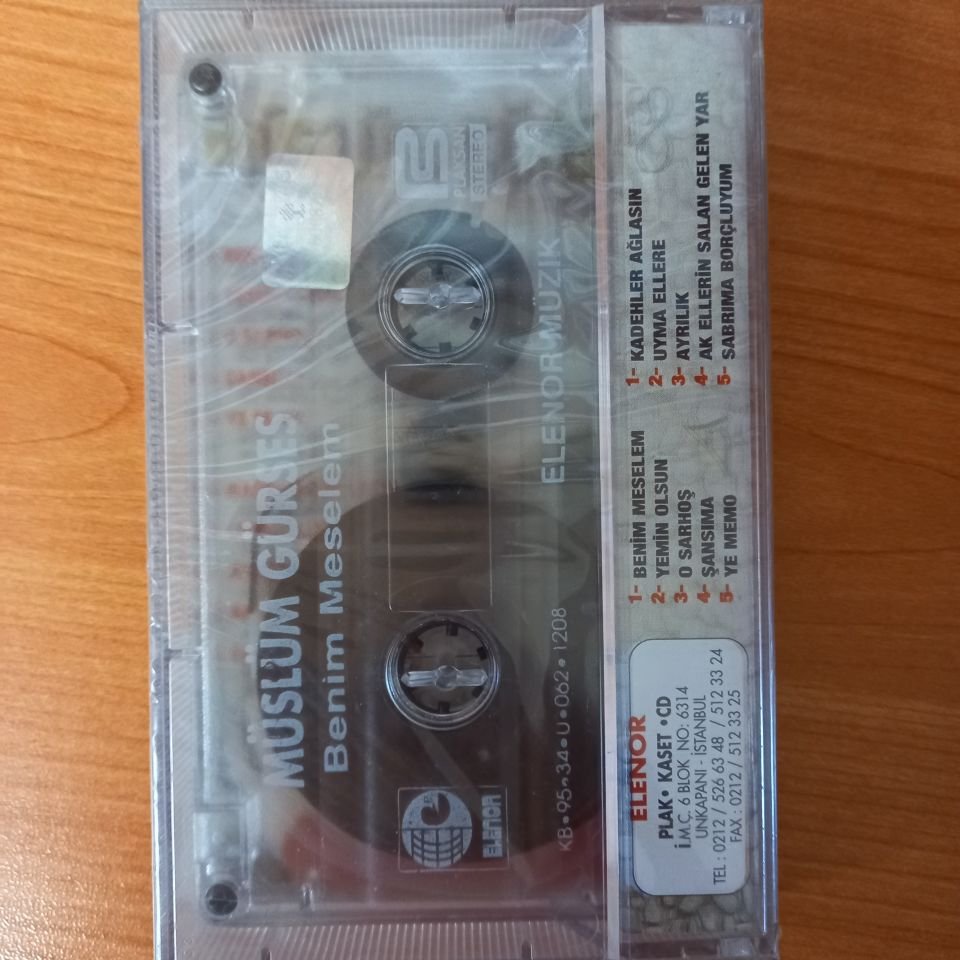 MÜSLÜM GÜRSES
Benim Meselem
ELENOR
PLAKSAN
STEREO
ELENOR MÜZİK
KB•95•34•U•062•1208
ELENOR
PLAK• KASET •CD
İ.M.Ç. 6 BLOK NO: 6314
UNKAPANI - İSTANBUL
TEL : 0212 / 526 63 48 / 512 33 24
FAX : 0212 / 512 33 25
1- BENİM MESELEM
2- YEMİN OLSUN
3- O SARHOŞ
4- ŞANSIMA
5- YE MEMO
1- KADEHLER AĞLASIN
2- UYMA ELLERE
3- AYRILIK
4- AK ELLERİN SALAN GELEN YAR
5- SABRIMA BORÇLUYUM